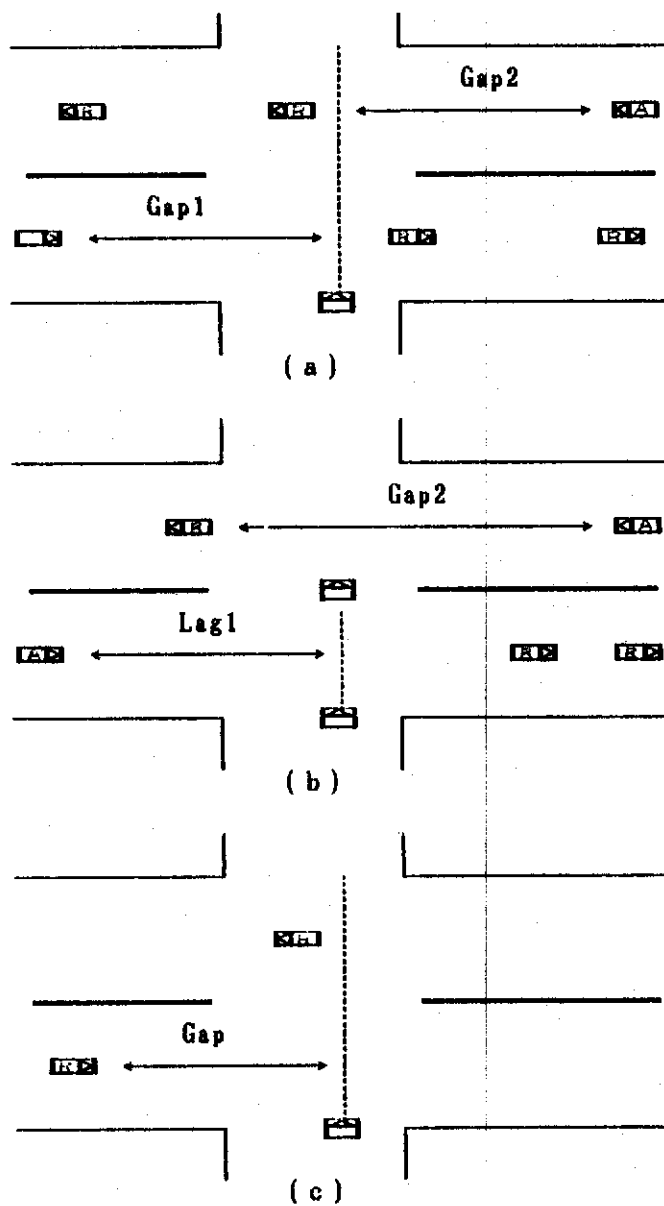 Gap2
R R A
Gap1
R R
( a )
Gap2
R A
Lag1
A R R
( b )
R
Gap
R
( c )